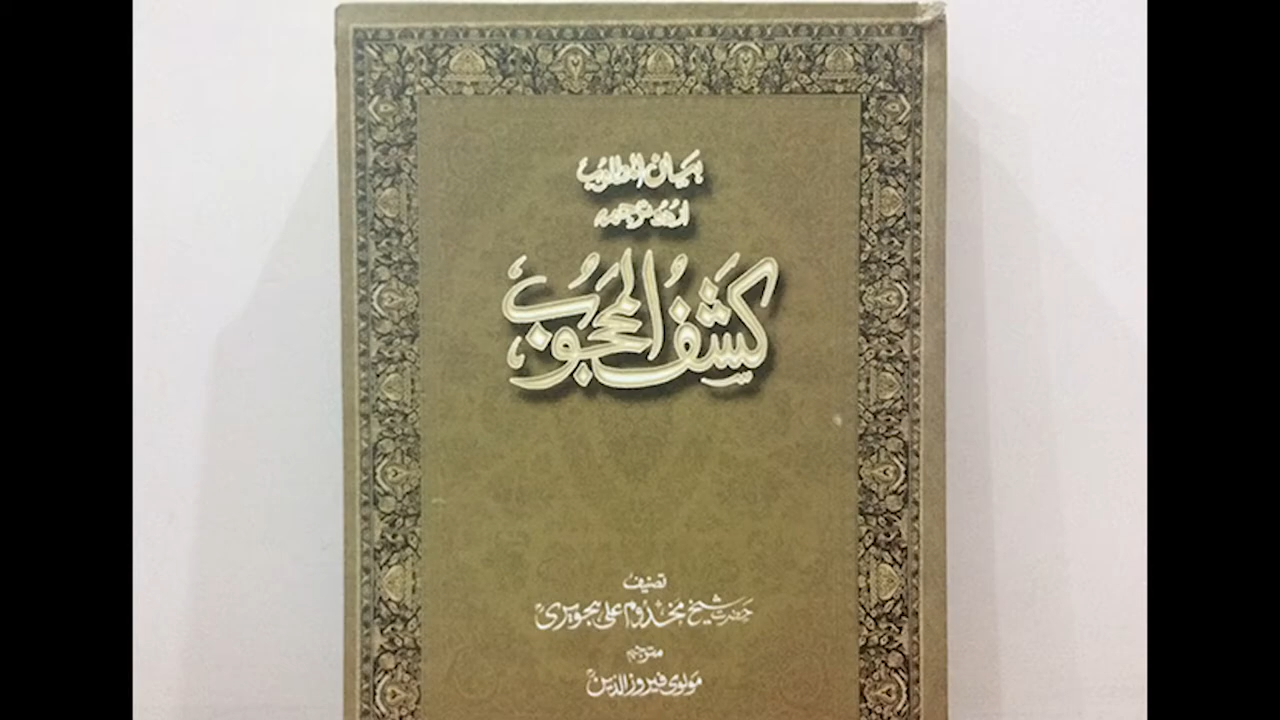 بیان المطلوب
اردو ترجمہ
کشف المحجوب
تصنیف
حضرت شیخ مخدوم علی ہجویریؒ
مترجم
مولوی فیروز الدینؒ